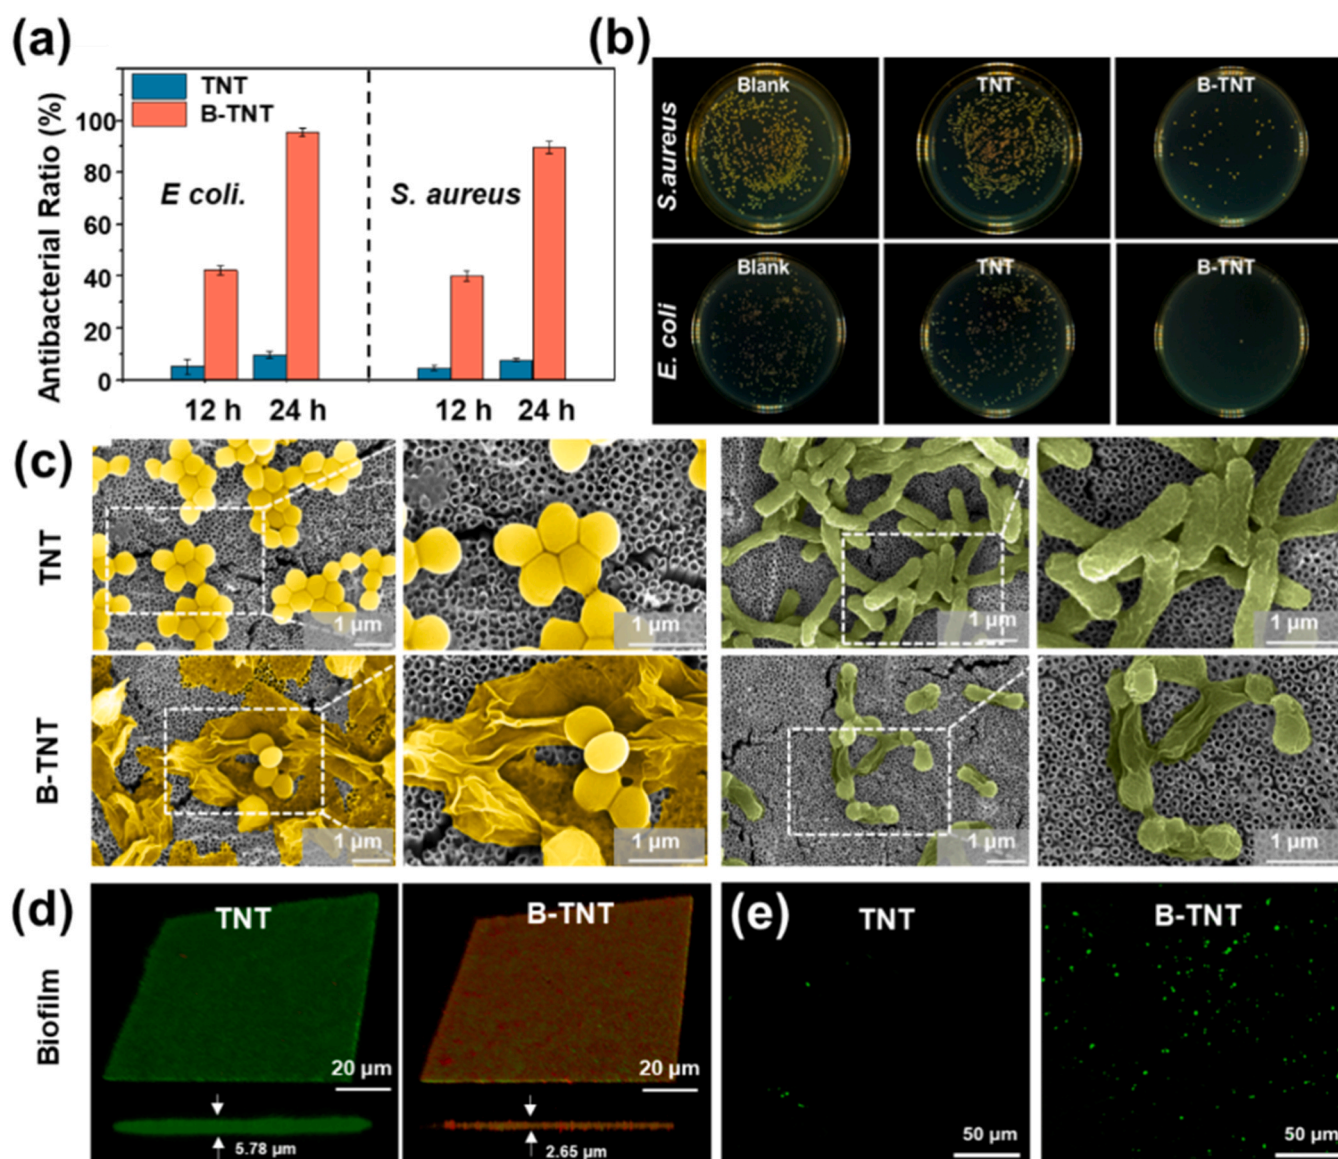 (a)
TNT
B-TNT
Antibacterial Ratio (%)
100
80
60
40
20
0
E coli.
S. aureus
12 h
24 h
12 h
24 h
(b)
S.aureus
Blank
TNT
B-TNT
E. coli
Blank
TNT
B-TNT
(c)
TNT
1 µm
1 µm
1 µm
1 µm
B-TNT
1 µm
1 µm
1 µm
1 µm
(d)
Biofilm
TNT
20 µm
5.78 µm
B-TNT
20 µm
2.65 µm
(e)
TNT
50 µm
B-TNT
50 µm